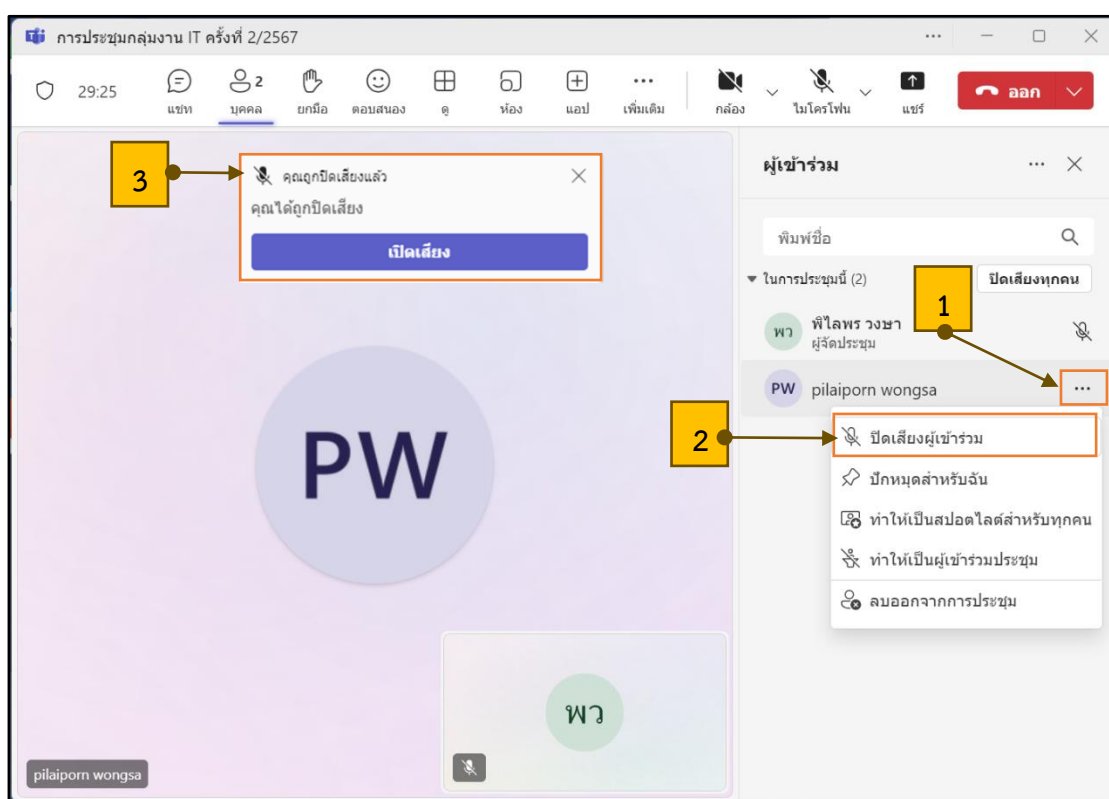 การประชุมกลุ่มงาน IT ครั้งที่ 2/2567
29:25
แชท
2
บุคคล
ยกมือ
ตอบสนอง
ดู
ห้อง
แอป
เพิ่มเติม
กล้อง
ไมโครโฟน
แชร์
ออก
3
คุณถูกปิดเสียงแล้ว
คุณได้ถูกปิดเสียง
เปิดเสียง
ผู้เข้าร่วม
พิมพ์ชื่อ
ในการประชุมนี้ (2)
ปิดเสียงทุกคน
1
พว
พิไลพร วงษา
ผู้จัดประชุม
PW
pilaiporn wongsa
2
ปิดเสียงผู้เข้าร่วม
ปักหมุดสำหรับฉัน
ทำให้เป็นสปอตไลต์สำหรับทุกคน
ทำให้เป็นผู้เข้าร่วมประชุม
ลบออกจากการประชุม
PW
พว
pilaiporn wongsa